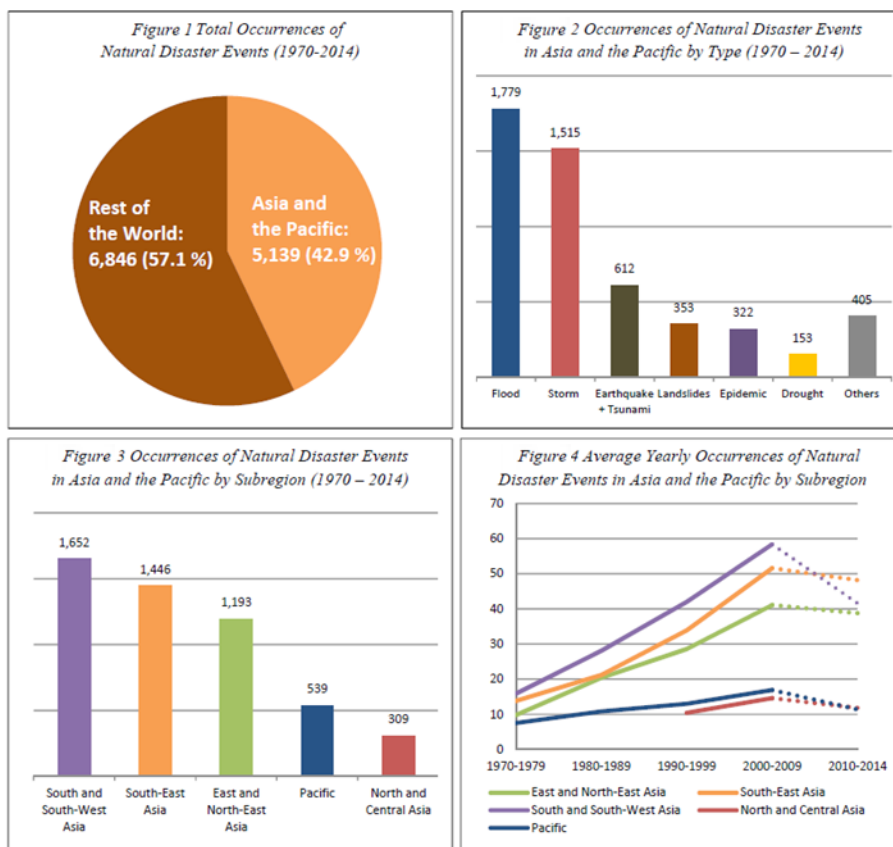 Figure 1 Total Occurrences of
Natural Disaster Events (1970-2014)
Rest of
the World:
6,846 (57.1 %)
Asia and
the Pacific:
5,139 (42.9 %)
Figure 2 Occurrences of Natural Disaster Events
in Asia and the Pacific by Type (1970 – 2014)
1,779
1,515
612
353
322
153
405
Flood
Storm
Earthquake
+ Tsunami
Landslides
Epidemic
Drought
Others
Figure 3 Occurrences of Natural Disaster Events
in Asia and the Pacific by Subregion (1970 – 2014)
1,652
1,446
1,193
539
309
South and
South-West
Asia
South-East
Asia
East and
North-East
Asia
Pacific
North and
Central Asia
Figure 4 Average Yearly Occurrences of Natural
Disaster Events in Asia and the Pacific by Subregion
70
60
50
40
30
20
10
0
1970-1979
1980-1989
1990-1999
2000-2009
2010-2014
East and North-East Asia
South-East Asia
South and South-West Asia
North and Central Asia
Pacific